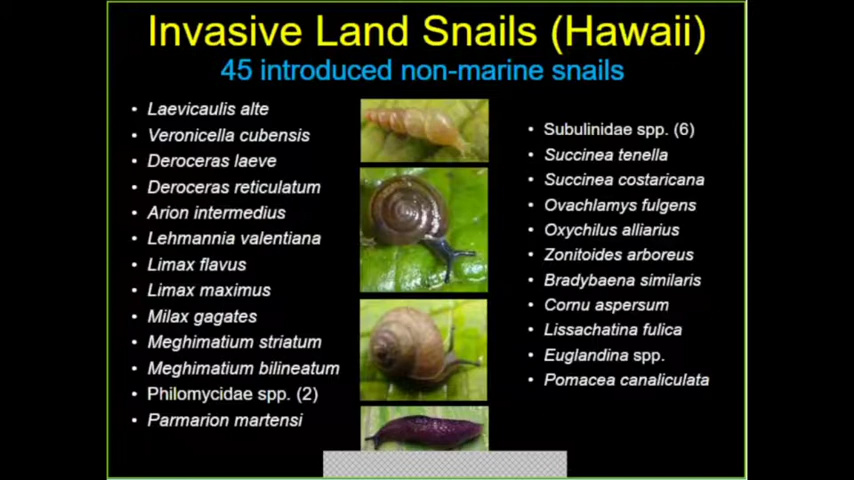 Invasive Land Snails (Hawaii)
45 introduced non-marine snails
• Laevicaulis alte
• Veronicella cubensis
• Deroceras laeve
• Deroceras reticulatum
• Arion intermedius
• Lehmannia valentiana
• Limax flavus
• Limax maximus
• Milax gagates
• Meghimatium striatum
• Meghimatium bilineatum
• Philomycidae spp. (2)
• Parmarion martensi
• Subulinidae spp. (6)
• Succinea tenella
• Succinea costaricana
• Ovachlamys fulgens
• Oxychilus alliarius
• Zonitoides arboreus
• Bradybaena similaris
• Cornu aspersum
• Lissachatina fulica
• Euglandina spp.
• Pomacea canaliculata